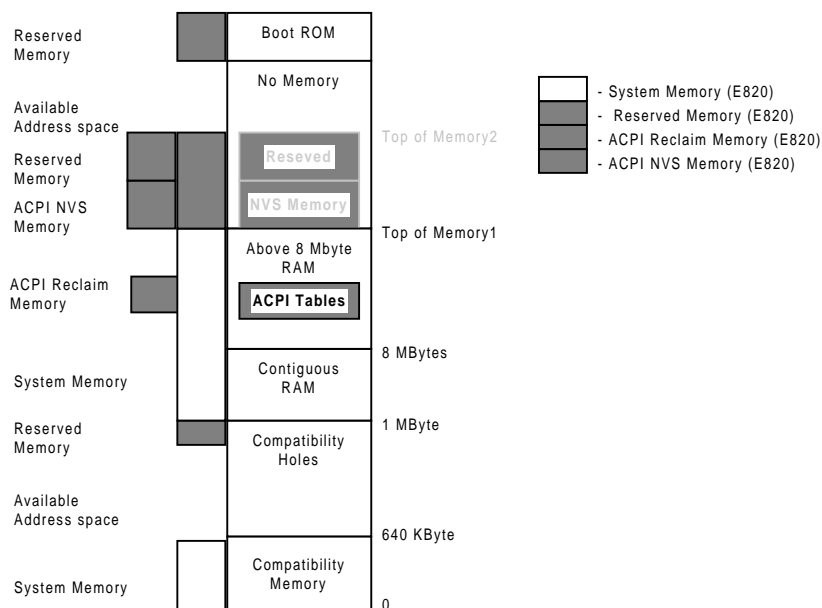 Reserved
Memory
Boot ROM
No Memory
Available
Address space
Reserved
Memory
ACPI NVS
Memory
Reseved
NVS Memory
Top of Memory2
Top of Memory1
Above 8 Mbyte
RAM
ACPI Reclaim
Memory
ACPI Tables
8 MBytes
System Memory
Contiguous
RAM
1 MByte
Reserved
Memory
Compatibility
Holes
Available
Address space
640 KByte
Compatibility
Memory
System Memory
0
- System Memory (E820)
- Reserved Memory (E820)
- ACPI Reclaim Memory (E820)
- ACPI NVS Memory (E820)